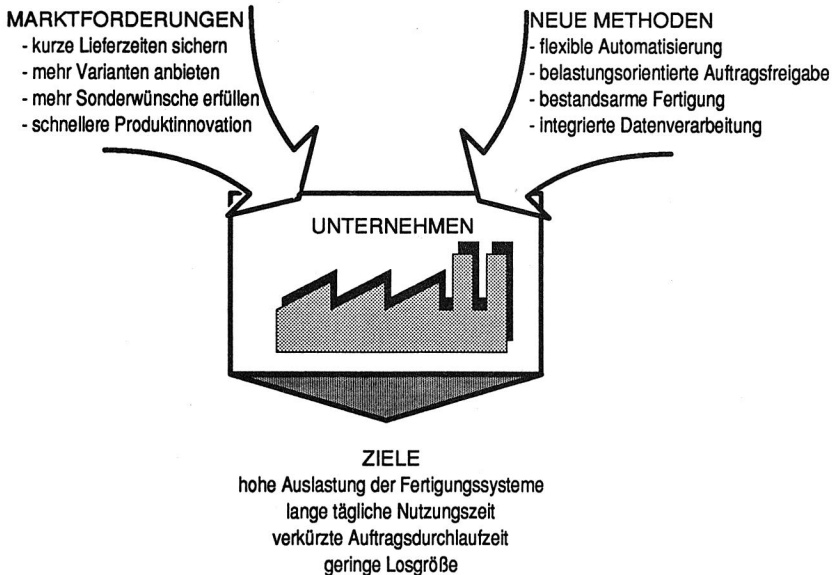 MARKTFORDERUNGEN
- kurze Lieferzeiten sichern
- mehr Varianten anbieten
- mehr Sonderwünsche erfüllen
- schnellere Produktinnovation
NEUE METHODEN
- flexible Automatisierung
- belastungsorientierte Auftragsfreigabe
- bestandsarme Fertigung
- integrierte Datenverarbeitung
UNTERNEHMEN
ZIELE
hohe Auslastung der Fertigungssysteme
lange tägliche Nutzungszeit
verkürzte Auftragsdurchlaufzeit
geringe Losgröße